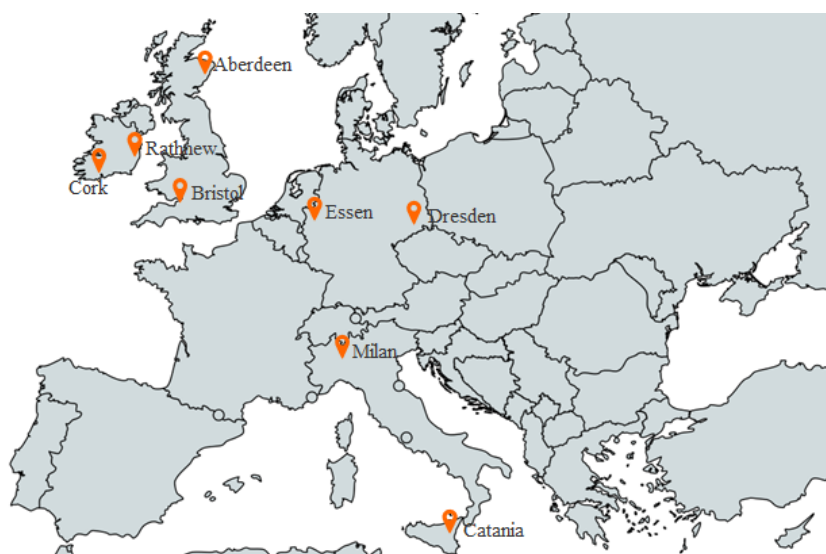 Aberdeen
Rathnew
Cork
Bristol
Essen
Dresden
Milan
Catania